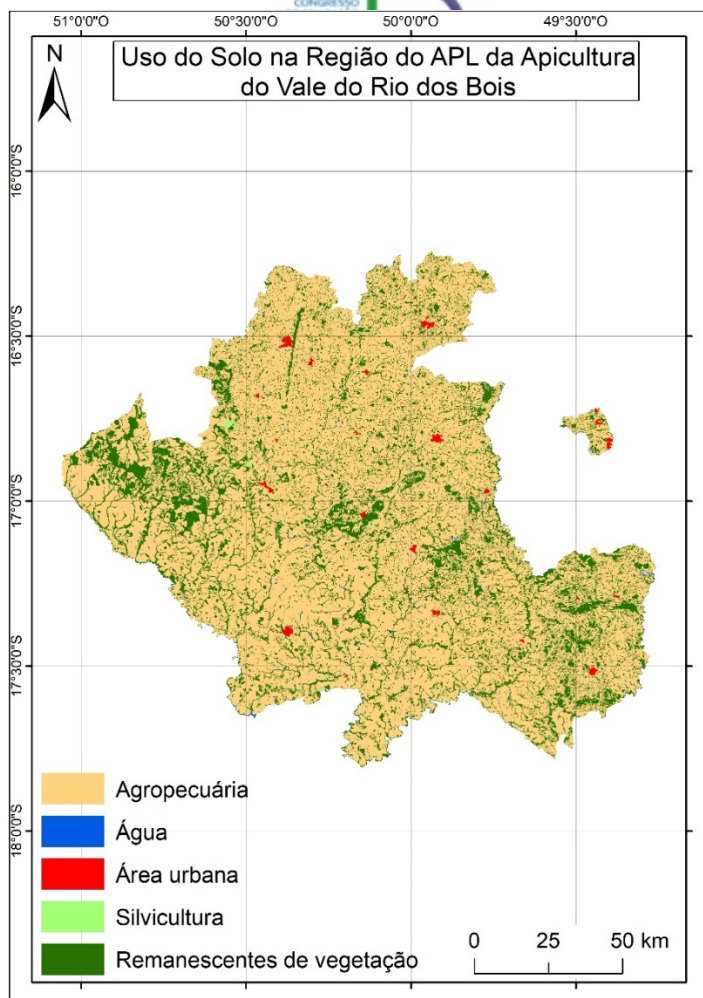 CONGRESSO
51°0'0"O 50°30'0"O 50°0'0"O 49°30'0"O
N
Uso do Solo na Região do APL da Apicultura
do Vale do Rio dos Bois
16°0'0"S
16°30'0"S
17°0'0"S
17°30'0"S
18°0'0"S
Agropecuária
Água
Área urbana
Silvicultura
Remanescentes de vegetação
0 25 50 km